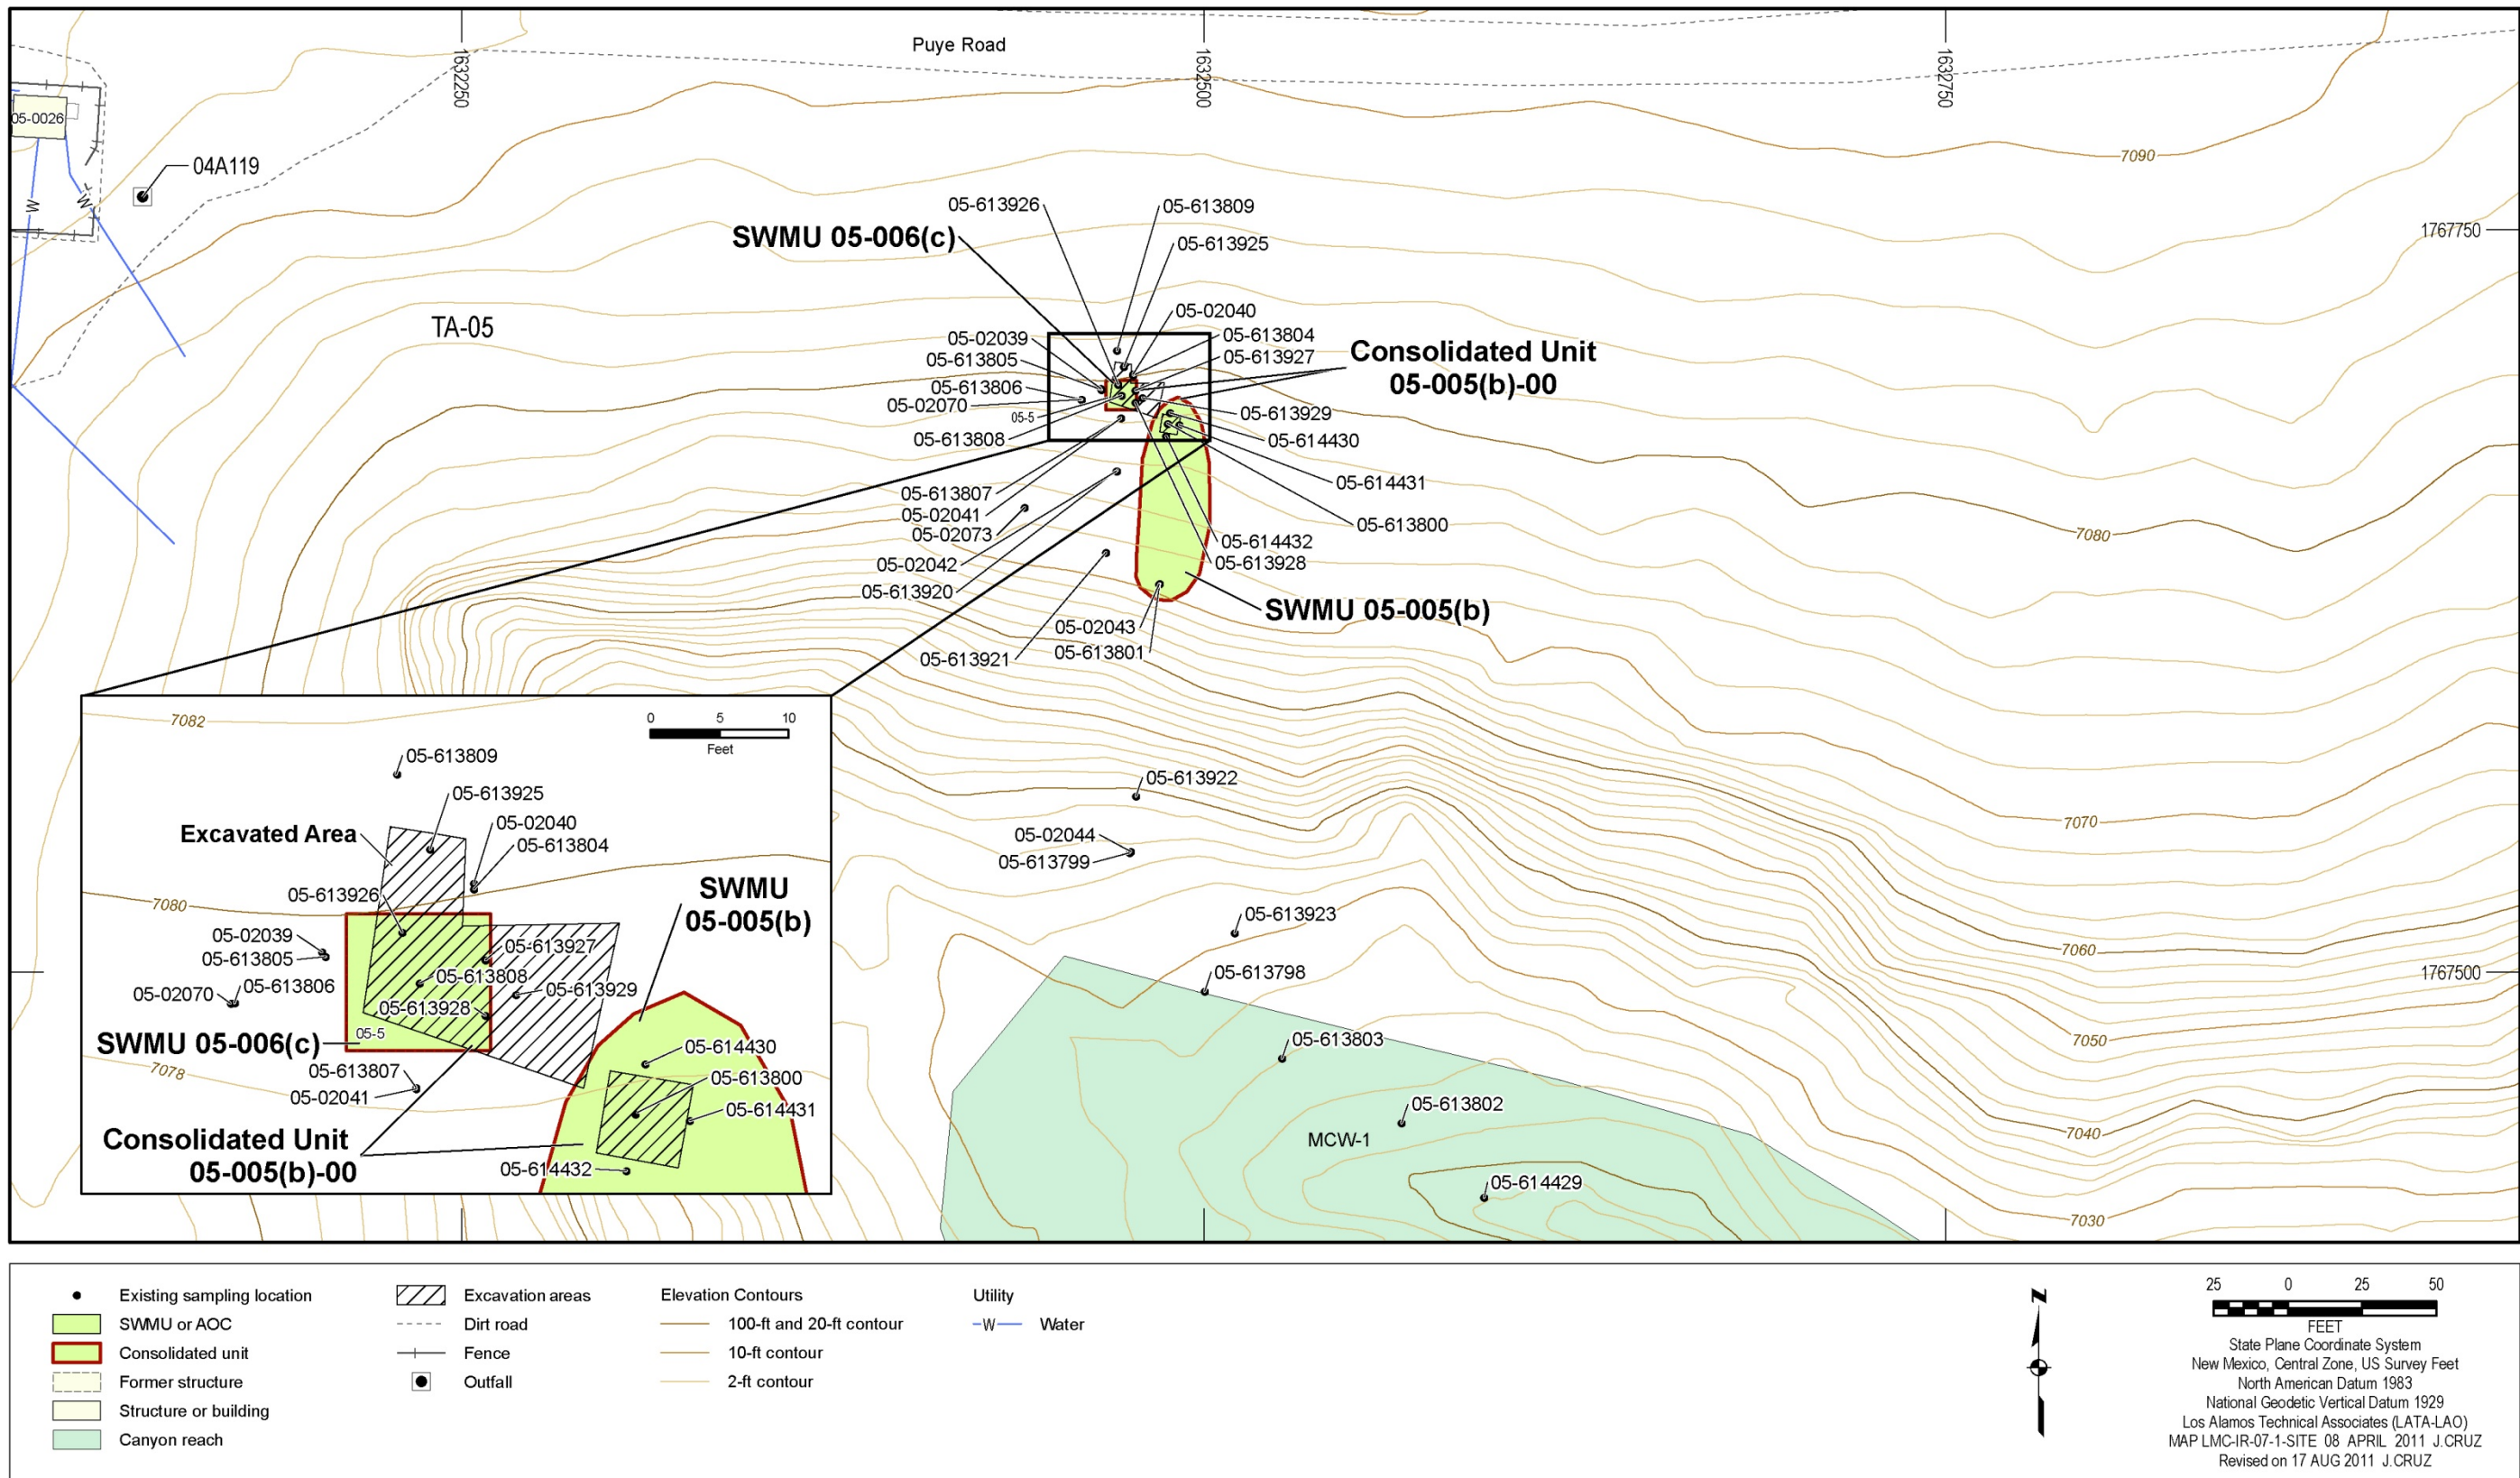 Puye Road
1632250
1632500
1632750
05-0026
04A119
W
W
7090
1767750
05-613926
05-613809
SWMU 05-006(c)
05-613925
TA-05
05-02040
05-02039
05-613804
05-613805
05-613927
Consolidated Unit
05-005(b)-00
05-613806
05-02070
05-5
05-613929
05-613808
05-614430
05-614431
05-613807
05-02041
05-613800
05-02073
7080
05-614432
05-02042
05-613928
05-613920
SWMU 05-005(b)
05-02043
05-613801
05-613921
7082
0 5 10
Feet
05-613809
05-613925
Excavated Area
05-02040
05-613804
05-613926
SWMU
05-005(b)
7080
05-02039
05-613927
05-613805
05-613808
05-02070
05-613806
05-613929
05-613928
05-5
SWMU 05-006(c)
05-614430
7078
05-613807
05-613800
05-02041
05-614431
Consolidated Unit
05-005(b)-00
05-614432
05-613922
7070
05-02044
05-613799
05-613923
7060
05-613798
1767500
05-613803
7050
05-613802
7040
MCW-1
05-614429
7030
Existing sampling location
SWMU or AOC
Consolidated unit
Former structure
Structure or building
Canyon reach
Excavation areas
Dirt road
Fence
Outfall
Elevation Contours
100-ft and 20-ft contour
10-ft contour
2-ft contour
Utility
W Water
N
25 0 25 50
FEET
State Plane Coordinate System
New Mexico, Central Zone, US Survey Feet
North American Datum 1983
National Geodetic Vertical Datum 1929
Los Alamos Technical Associates (LATA-LAO)
MAP LMC-IR-07-1-SITE 08 APRIL 2011 J.CRUZ
Revised on 17 AUG 2011 J.CRUZ